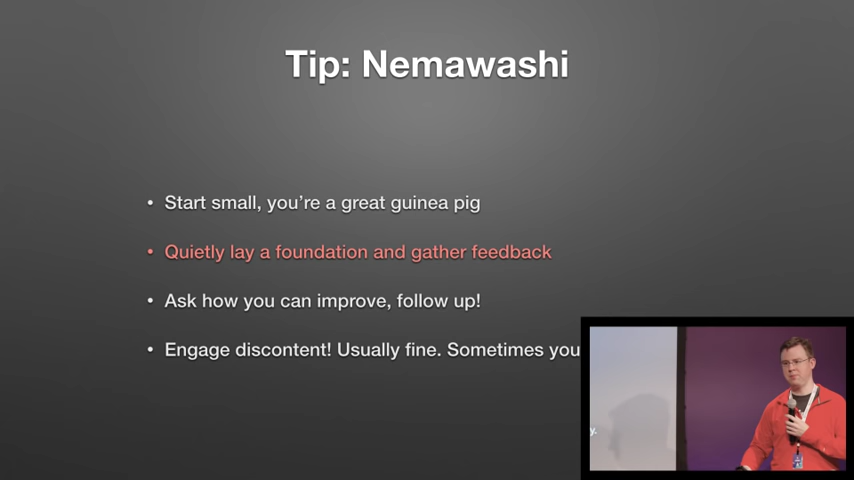 Tip: Nemawashi
• Start small, you’re a great guinea pig
• Quietly lay a foundation and gather feedback
• Ask how you can improve, follow up!
• Engage discontent! Usually fine. Sometimes you
y.